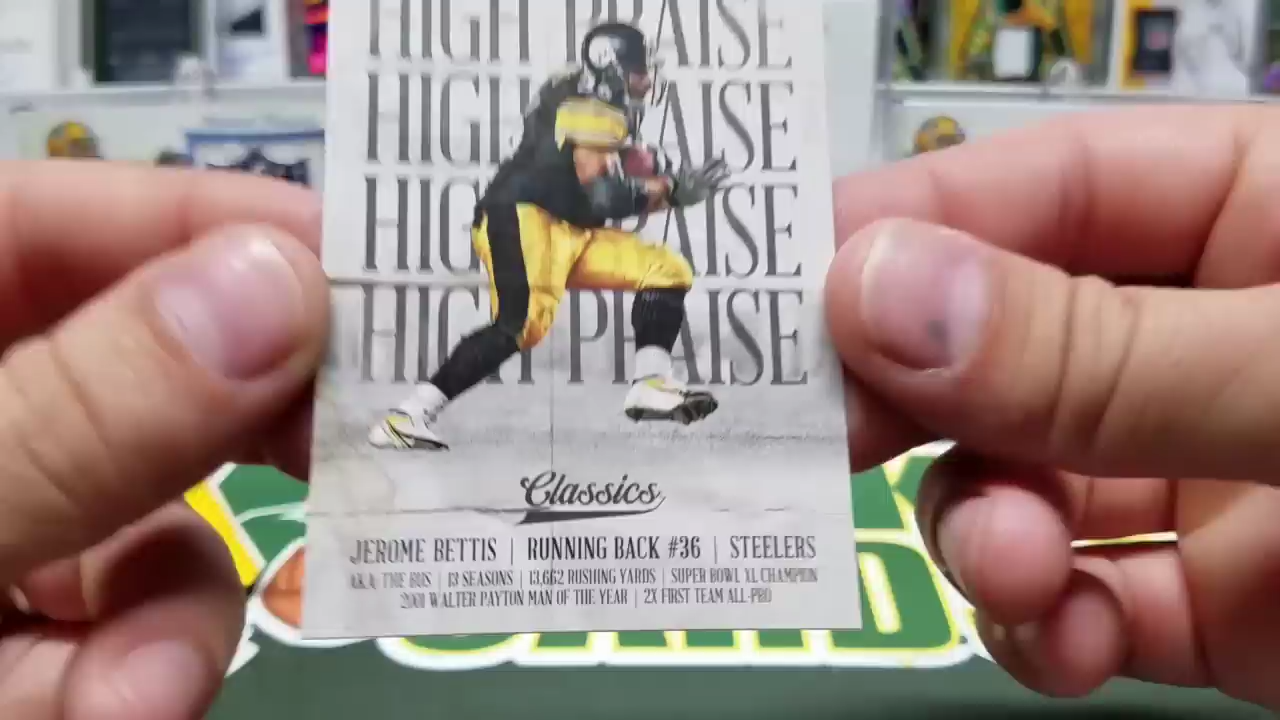 HIGH PRAISE
HIGH PRAISE
HIGH PRAISE
HIGH PRAISE
Classics
JEROME BETTIS | RUNNING BACK #36 | STEELERS
A.K.A. THE BUS | 13 SEASONS | 13,662 RUSHING YARDS | SUPER BOWL XL CHAMPION
2001 WALTER PAYTON MAN OF THE YEAR | 2X FIRST TEAM ALL-PRO